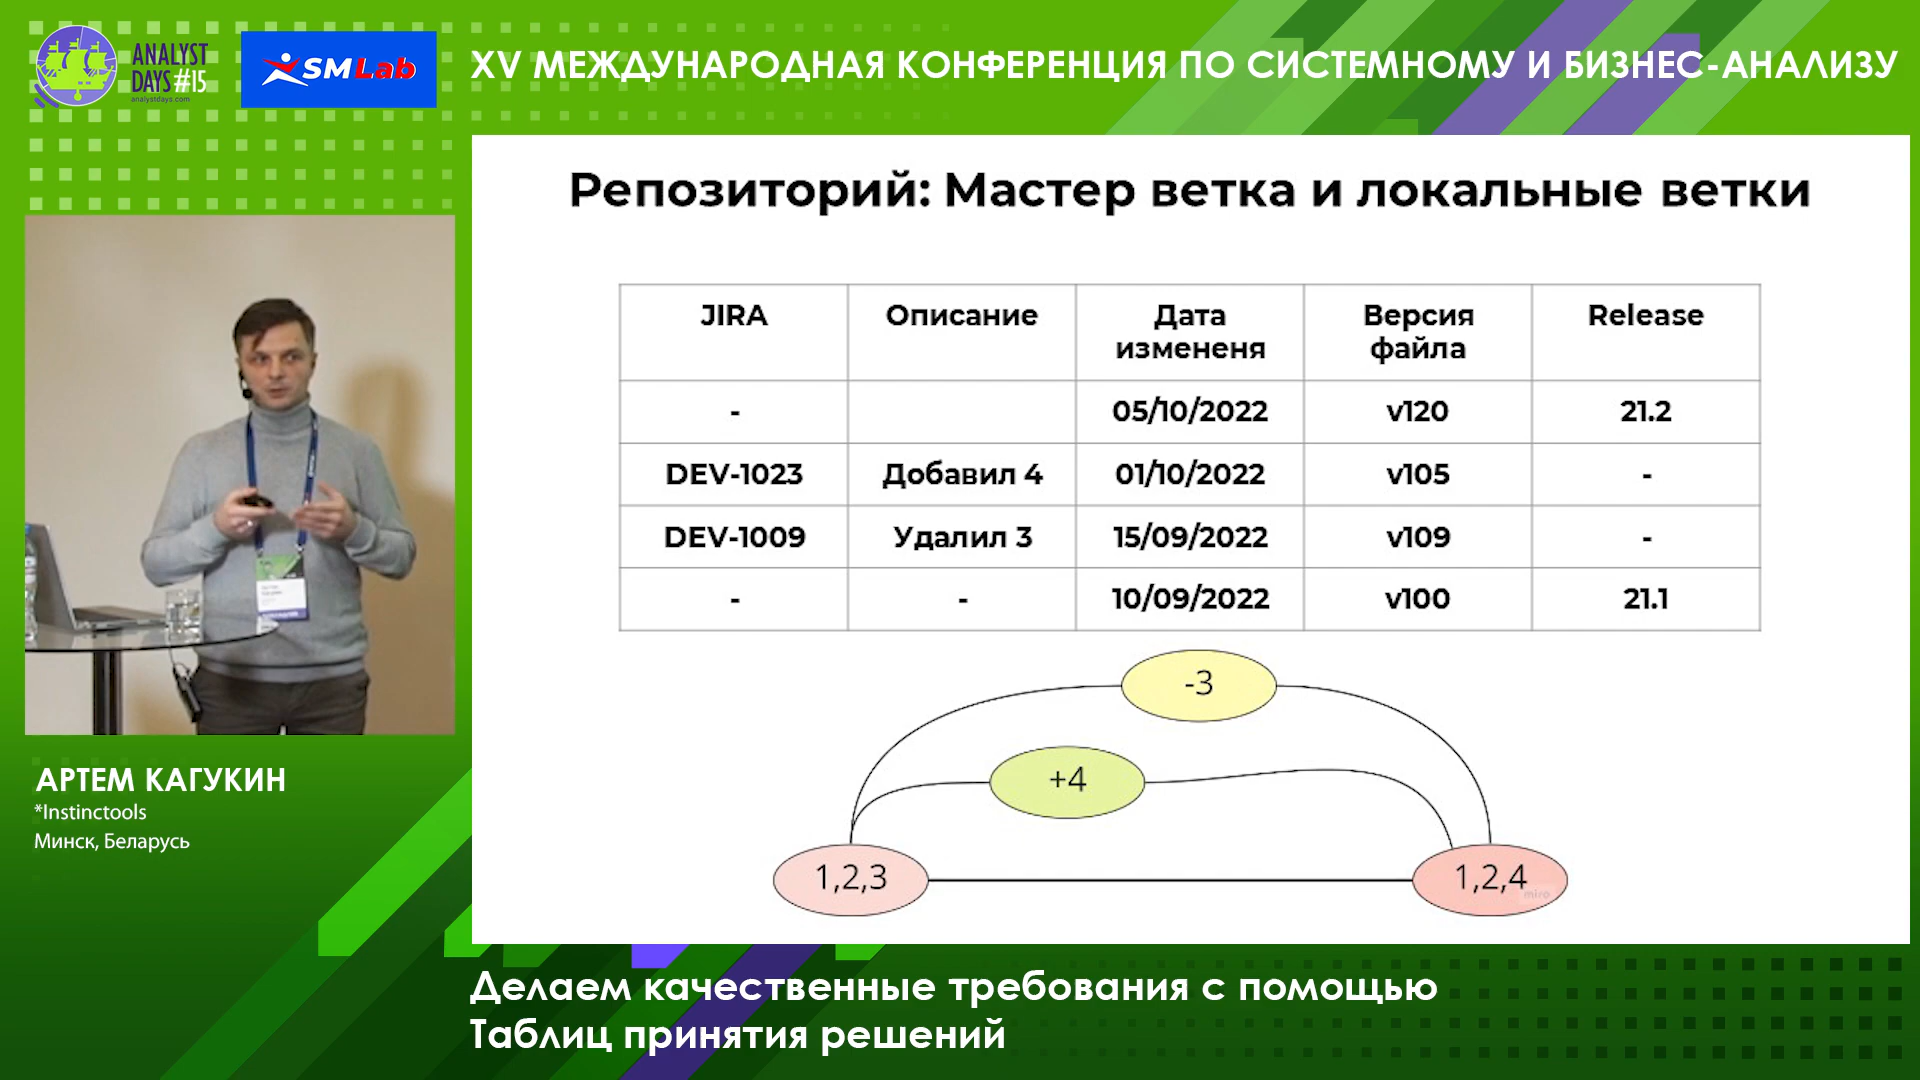 ANALYST
DAYS#15
analystdays.com
SMLab
XV МЕЖДУНАРОДНАЯ КОНФЕРЕНЦИЯ ПО СИСТЕМНОМУ И БИЗНЕС-АНАЛИЗУ
Репозиторий: Мастер ветка и локальные ветки
JIRA Описание Дата измененя Версия файла Release
- 05/10/2022 v120 21.2
DEV-1023 Добавил 4 01/10/2022 v105 -
DEV-1009 Удалил 3 15/09/2022 v109 -
- - 10/09/2022 v100 21.1
-3
+4
1,2,3
1,2,4
miro
АРТЕМ КАГУКИН
*Instinctools
Минск, Беларусь
Делаем качественные требования с помощью
Таблиц принятия решений